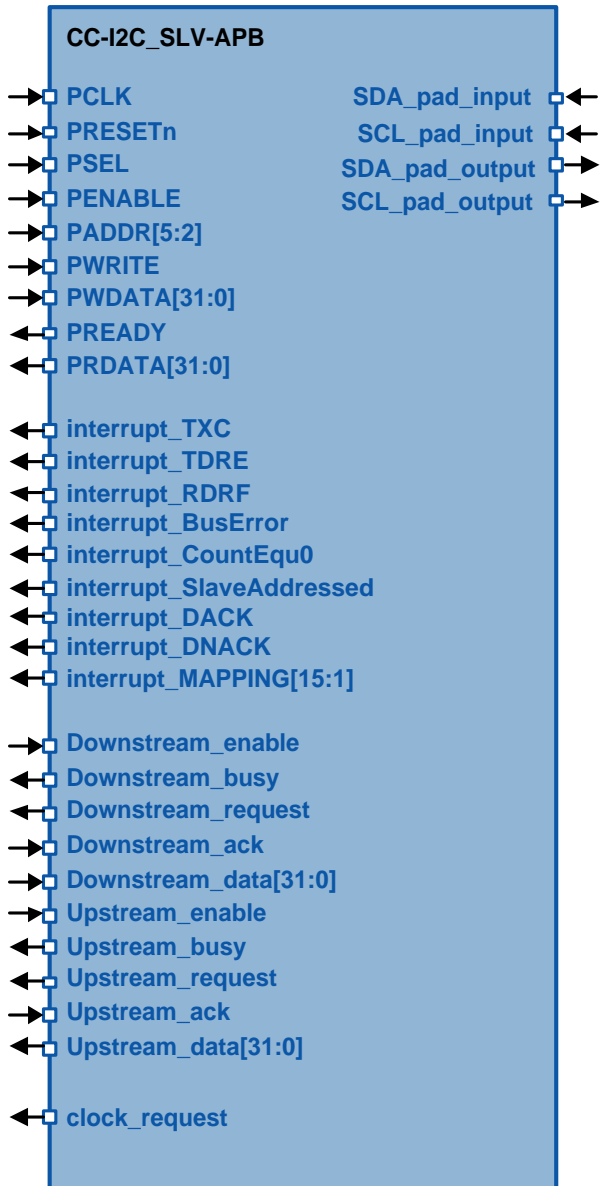 CC-I2C_SLV-APB
PCLK
SDA_pad_input
PRESETn
SCL_pad_input
PSEL
SDA_pad_output
PENABLE
SCL_pad_output
PADDR[5:2]
PWRITE
PWDATA[31:0]
PREADY
PRDATA[31:0]
interrupt_TXC
interrupt_TDRE
interrupt_RDRF
interrupt_BusError
interrupt_CountEqu0
interrupt_SlaveAddressed
interrupt_DACK
interrupt_DNACK
interrupt_MAPPING[15:1]
Downstream_enable
Downstream_busy
Downstream_request
Downstream_ack
Downstream_data[31:0]
Upstream_enable
Upstream_busy
Upstream_request
Upstream_ack
Upstream_data[31:0]
clock_request